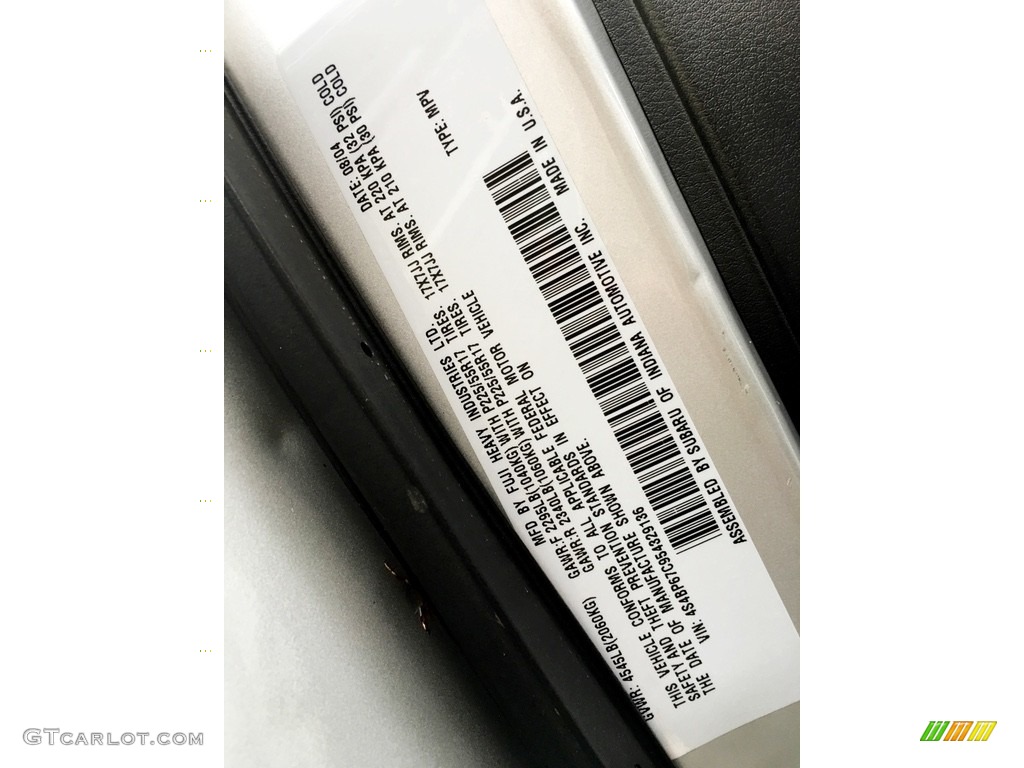 MFD BY FUJI HEAVY INDUSTRIES LTD. DATE: 08/04
GVWR: 4545LB(2060KG) GAWR:F 2295LB(1040KG) WITH P225/55R17 TIRES, 17X7JJ RIMS. AT 220 KPA (32 PSI) COLD
GAWR:R 2340LB(1060KG) WITH P225/55R17 TIRES, 17X7JJ RIMS. AT 210 KPA (30 PSI) COLD
THIS VEHICLE CONFORMS TO ALL APPLICABLE FEDERAL MOTOR VEHICLE
SAFETY AND THEFT PREVENTION STANDARDS IN EFFECT ON
THE DATE OF MANUFACTURE SHOWN ABOVE.
VIN: 4S4BP67C954329136 TYPE: MPV
ASSEMBLED BY SUBARU OF INDIANA AUTOMOTIVE INC. MADE IN U.S.A.
GTCARLOT.COM